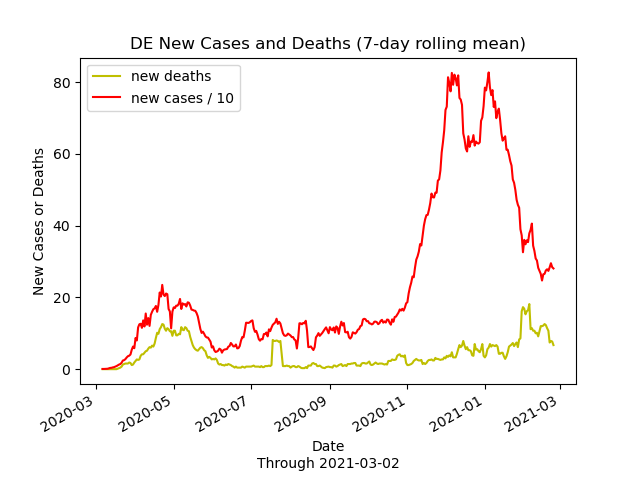 DE New Cases and Deaths (7-day rolling mean)
new deaths
new cases / 10
New Cases or Deaths
80
60
40
20
0
2020-03
2020-05
2020-07
2020-09
2020-11
2021-01
2021-03
Date
Through 2021-03-02